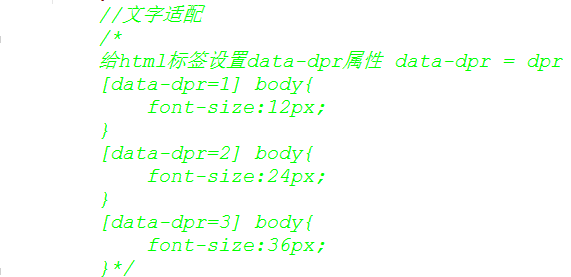 //文字适配
/*
给html标签设置data-dpr属性 data-dpr = dpr
[data-dpr=1] body{
font-size:12px;
}
[data-dpr=2] body{
font-size:24px;
}
[data-dpr=3] body{
font-size:36px;
}*/